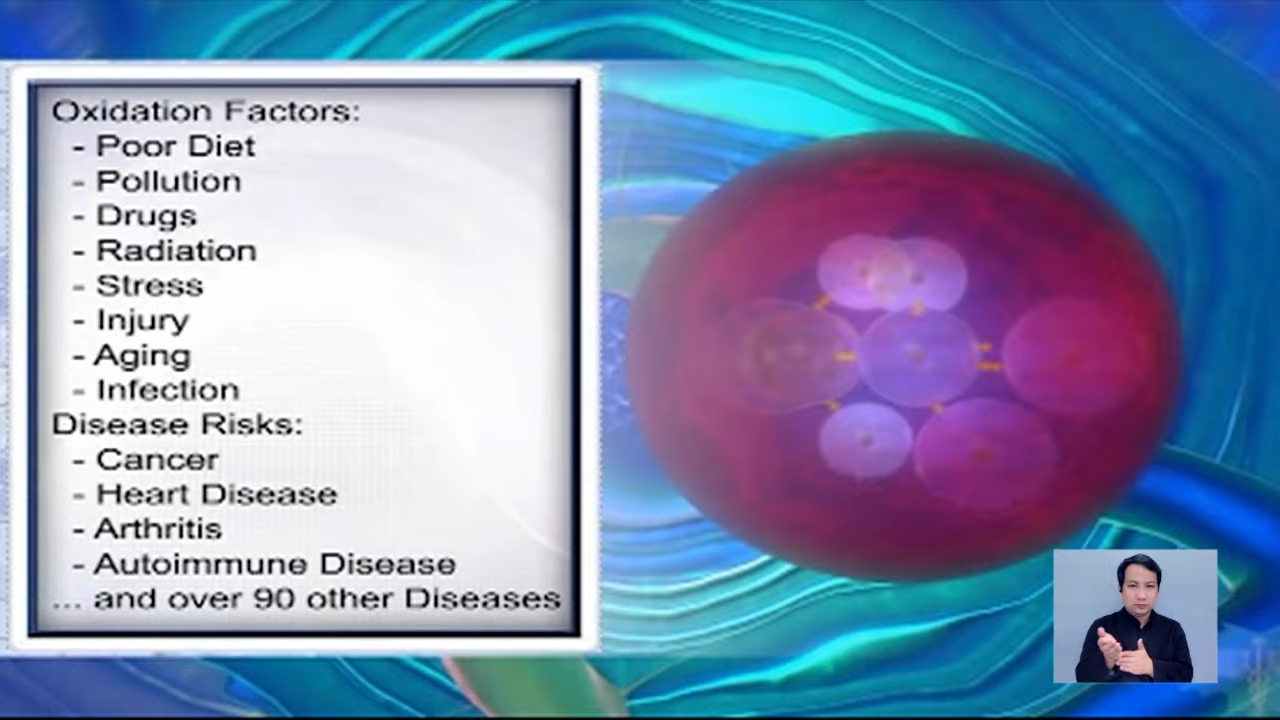 Oxidation Factors:
- Poor Diet
- Pollution
- Drugs
- Radiation
- Stress
- Injury
- Aging
- Infection
Disease Risks:
- Cancer
- Heart Disease
- Arthritis
- Autoimmune Disease
... and over 90 other Diseases